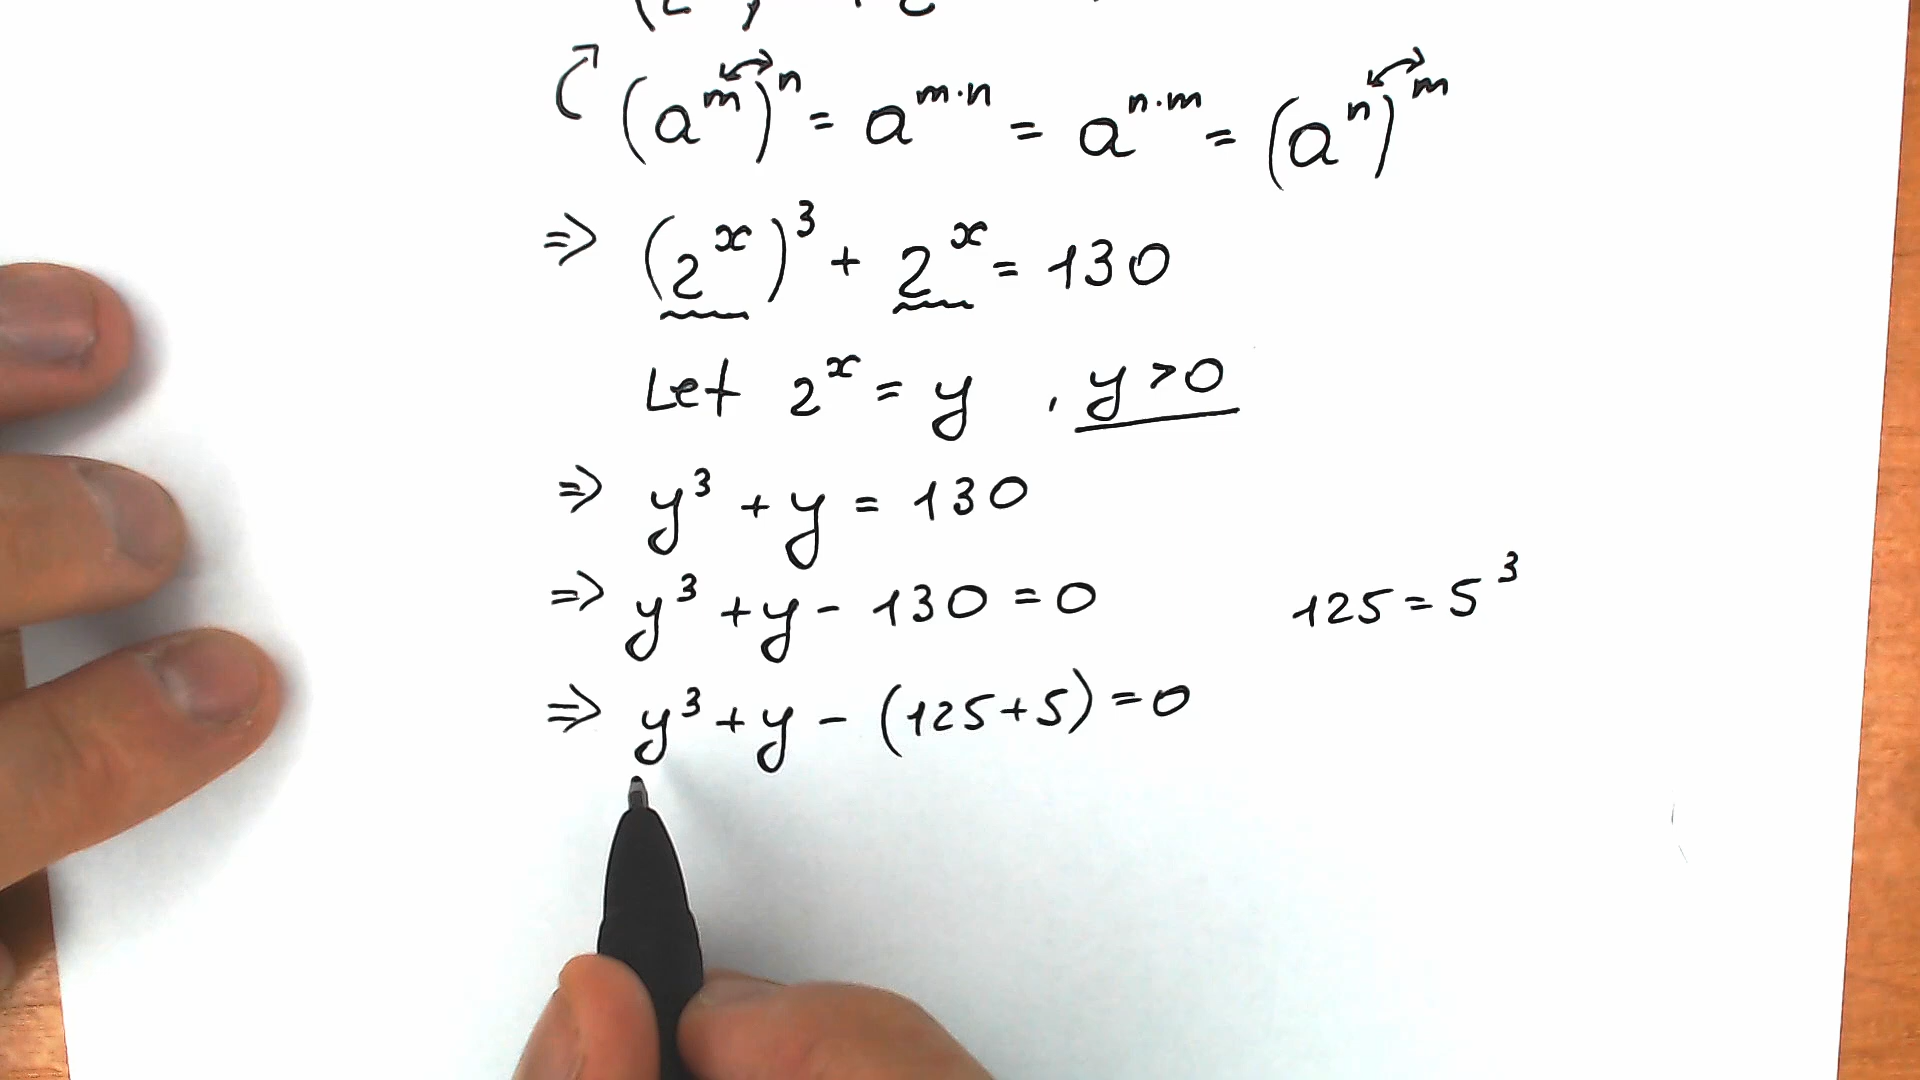 (a^m)^n = a^{m·n} = a^{n·m} = (a^n)^m
⇒ (2^x)^3 + 2^x = 130
Let 2^x = y , y > 0
⇒ y^3 + y = 130
⇒ y^3 + y - 130 = 0
125 = 5^3
⇒ y^3 + y - (125 + 5) = 0